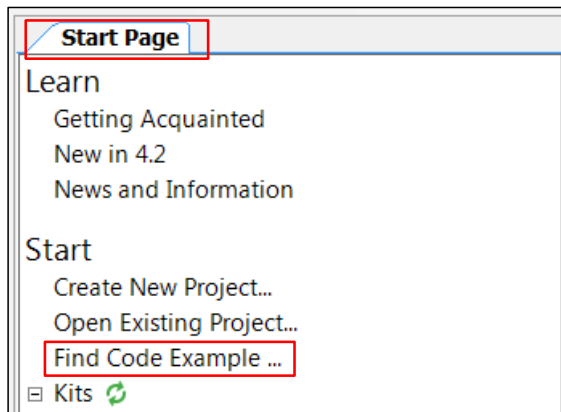 Start Page
Learn
Getting Acquainted
New in 4.2
News and Information
Start
Create New Project...
Open Existing Project...
Find Code Example ...
Kits